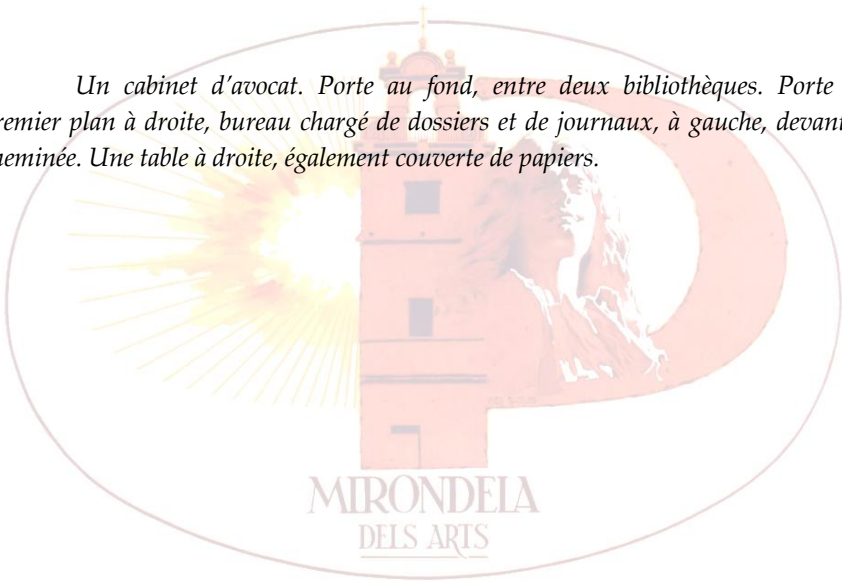 Un cabinet d’avocat. Porte au fond, entre deux bibliothèques. Porte
remier plan à droite, bureau chargé de dossiers et de journaux, à gauche, devant
heminée. Une table à droite, également couverte de papiers.
MIRONDELA
DELS ARTS